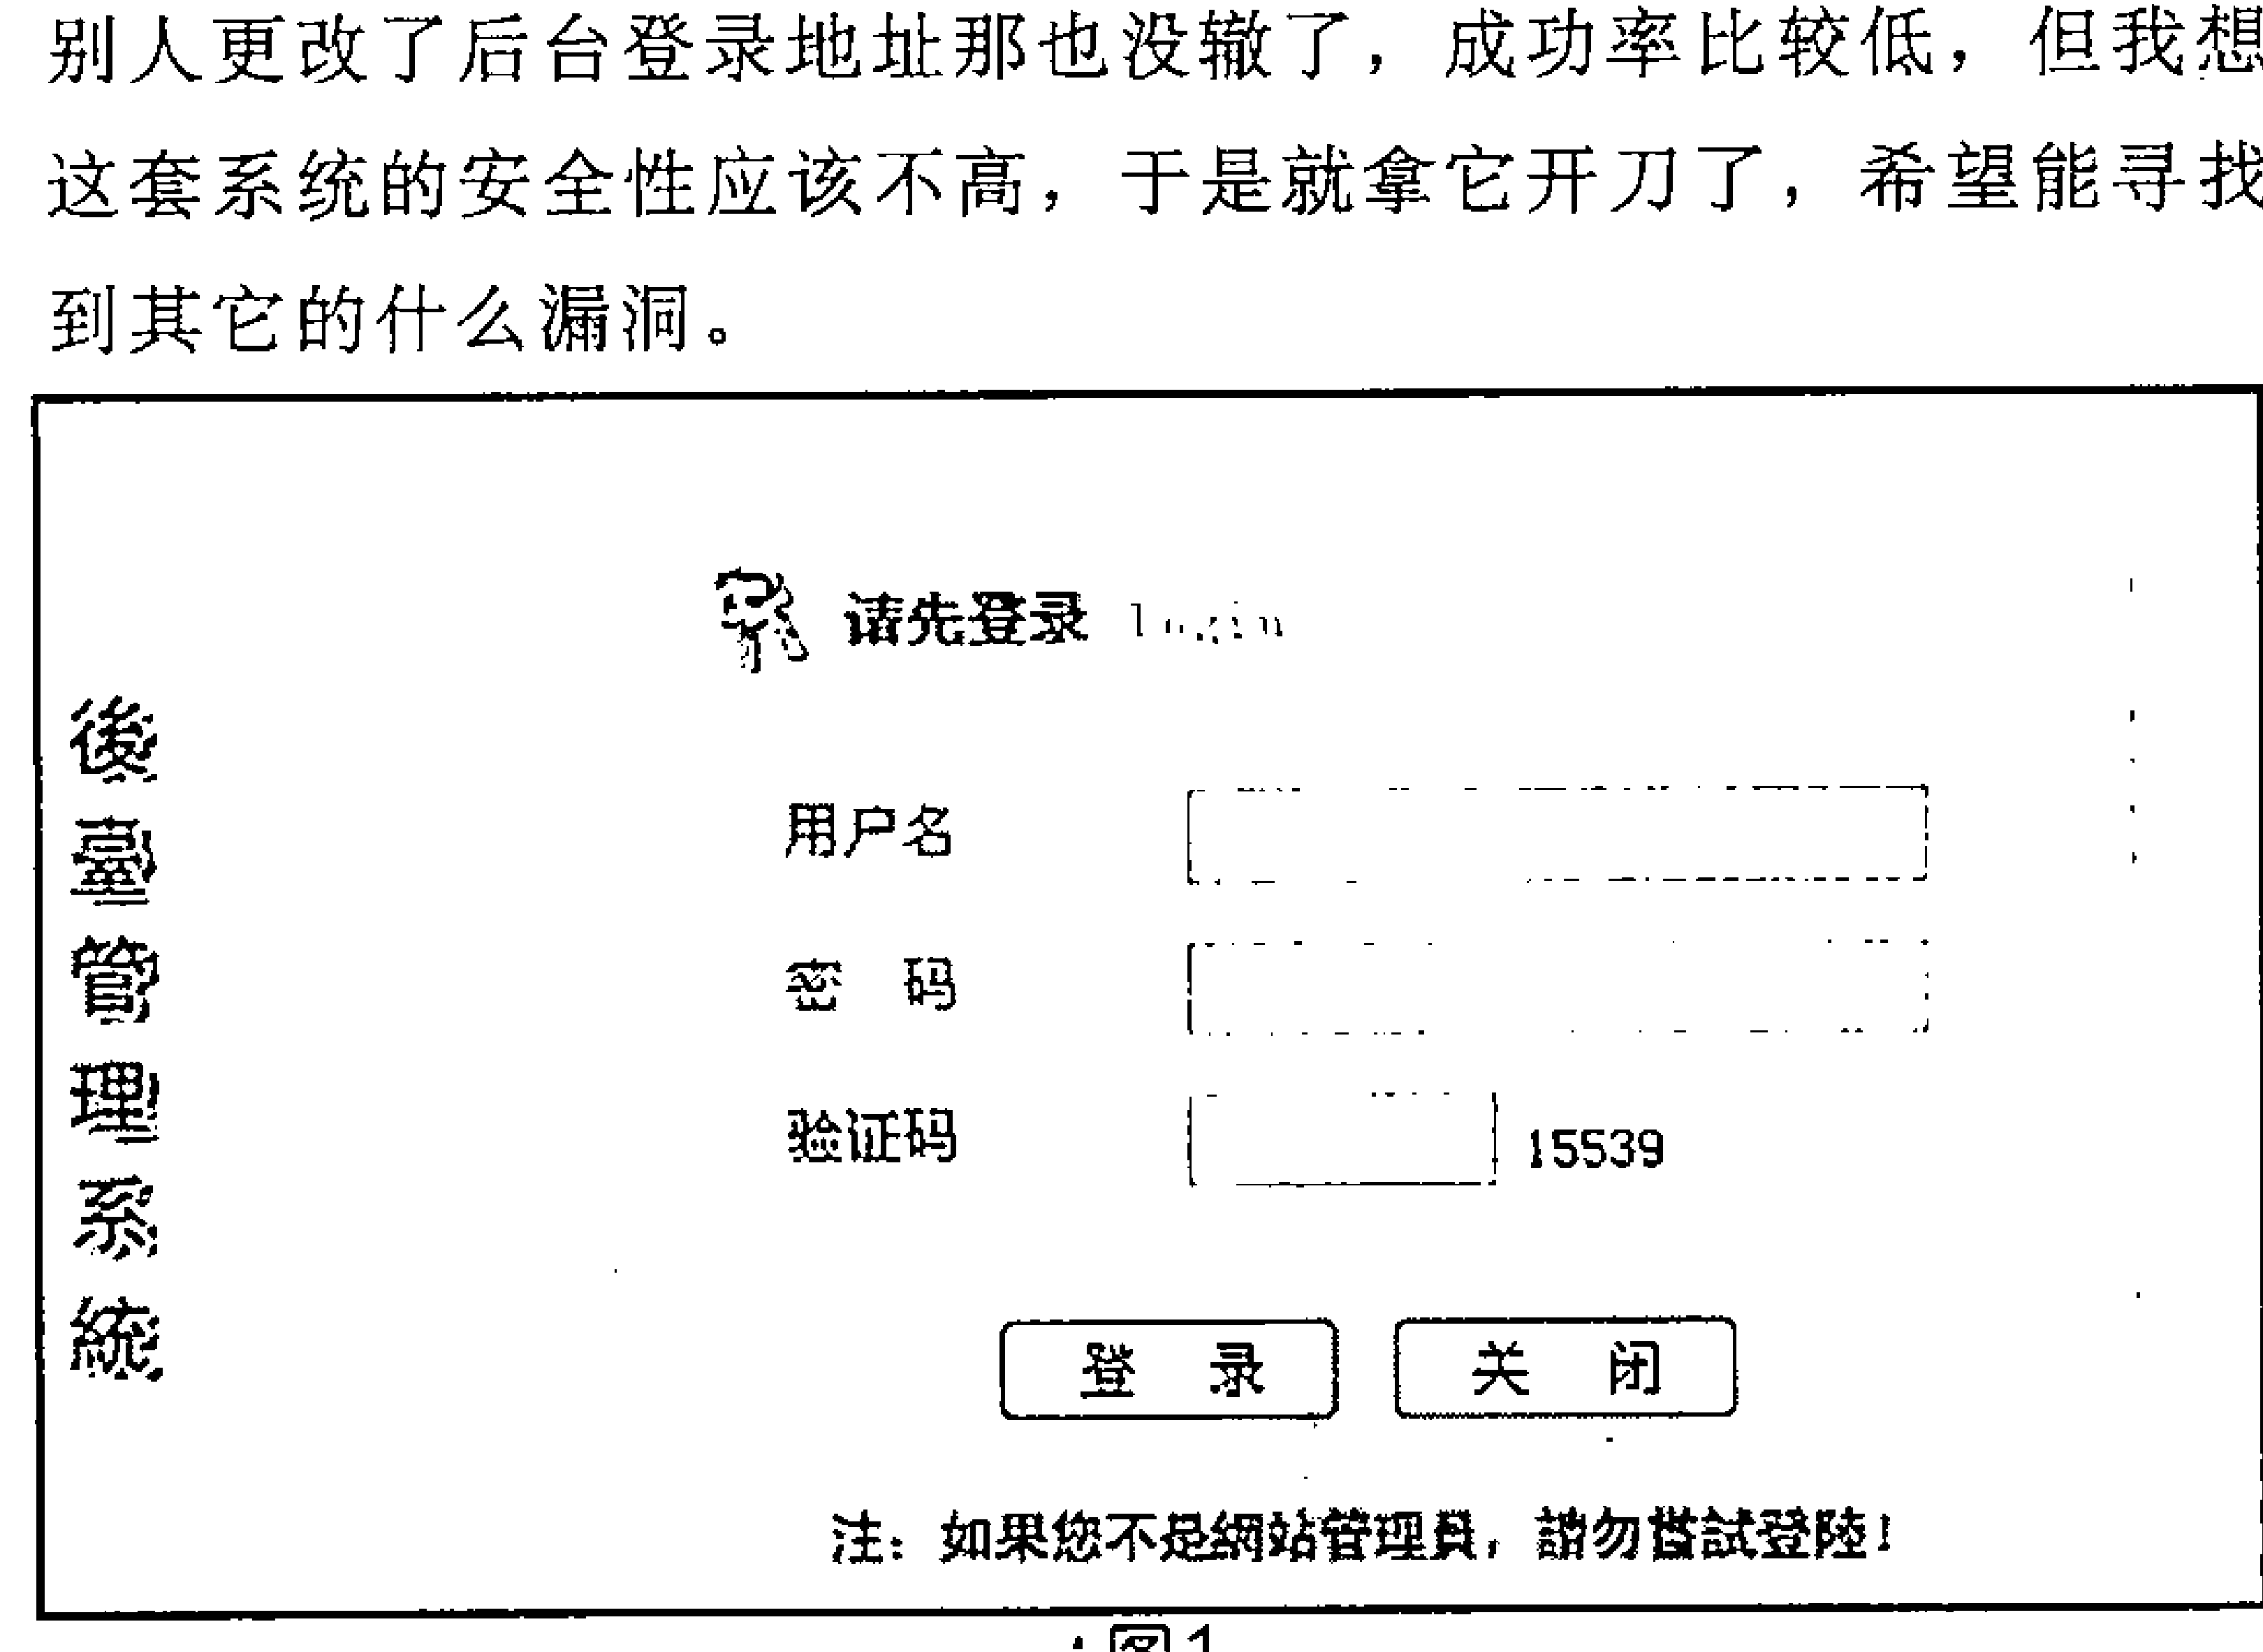 别人更改了后台登录地址那也没辙了，成功率比较低，但我想
这套系统的安全性应该不高，于是就拿它开刀了，希望能寻找
到其它的什么漏洞。
请先登录 login
後臺管理系統
用户名
密 码
验证码 15539
登 录 关 闭
注：如果您不是網站管理員，請勿嘗試登陸！
图1